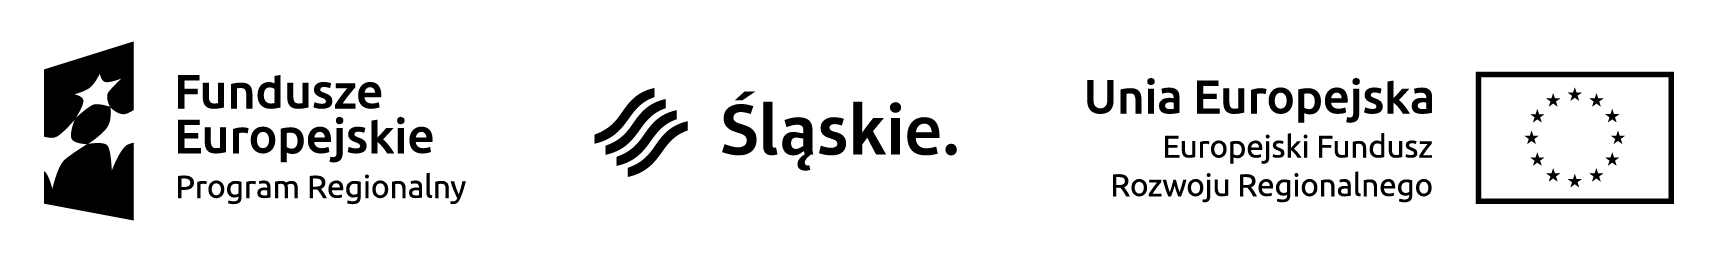 Fundusze
Europejskie
Program Regionalny
Śląskie.
Unia Europejska
Europejski Fundusz
Rozwoju Regionalnego